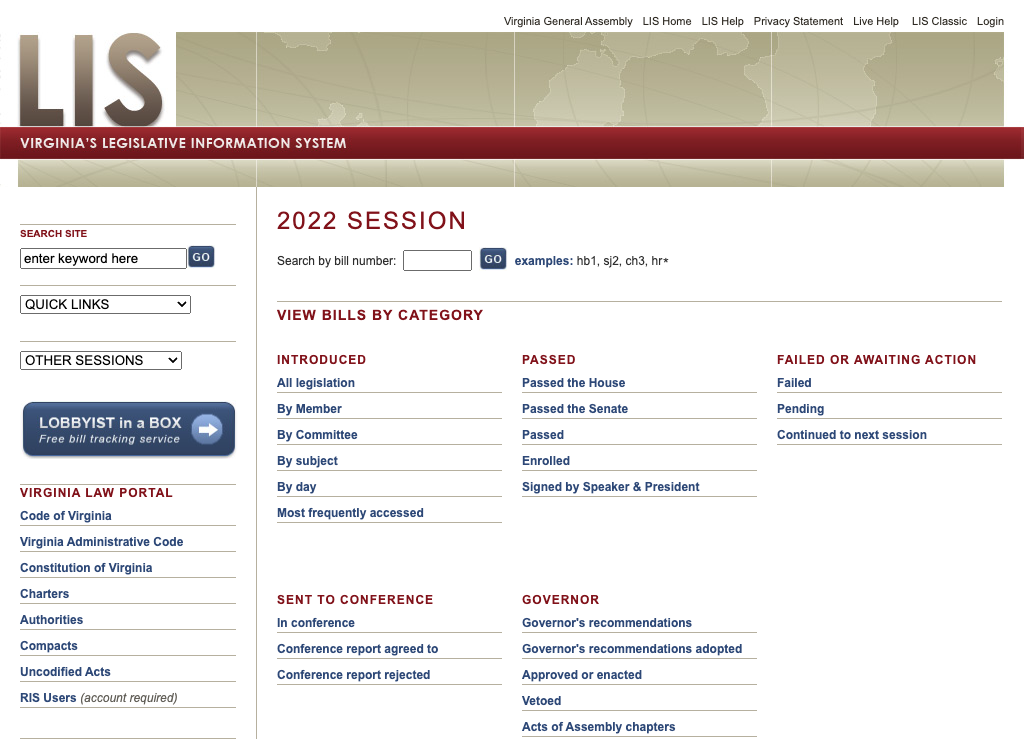 Virginia General Assembly LIS Home LIS Help Privacy Statement Live Help LIS Classic Login
LIS
VIRGINIA'S LEGISLATIVE INFORMATION SYSTEM
SEARCH SITE
enter keyword here GO
QUICK LINKS
OTHER SESSIONS
LOBBYIST in a BOX
Free bill tracking service
VIRGINIA LAW PORTAL
Code of Virginia
Virginia Administrative Code
Constitution of Virginia
Charters
Authorities
Compacts
Uncodified Acts
RIS Users (account required)
2022 SESSION
Search by bill number: GO examples: hb1, sj2, ch3, hr*
VIEW BILLS BY CATEGORY
INTRODUCED
All legislation
By Member
By Committee
By subject
By day
Most frequently accessed
PASSED
Passed the House
Passed the Senate
Passed
Enrolled
Signed by Speaker & President
FAILED OR AWAITING ACTION
Failed
Pending
Continued to next session
SENT TO CONFERENCE
In conference
Conference report agreed to
Conference report rejected
GOVERNOR
Governor's recommendations
Governor's recommendations adopted
Approved or enacted
Vetoed
Acts of Assembly chapters